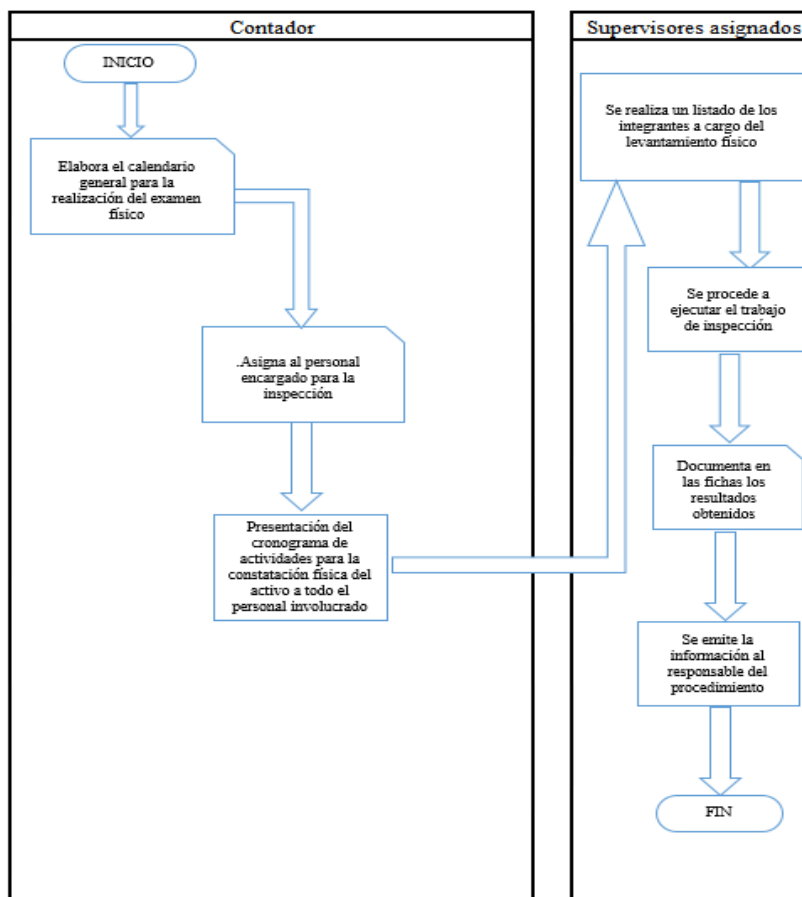 Contador
INICIO
Elabora el calendario
general para la
realización del examen
físico
.Asigna al personal
encargado para la
inspección
Presentación del
cronograma de
actividades para la
constatación física del
activo a todo el
personal involucrado
Supervisores asignados
Se realiza un listado de los
integrantes a cargo del
levantamiento físico
Se procede a
ejecutar el trabajo
de inspección
Documenta en
las fichas los
resultados
obtenidos
Se emite la
información al
responsable del
procedimiento
FIN